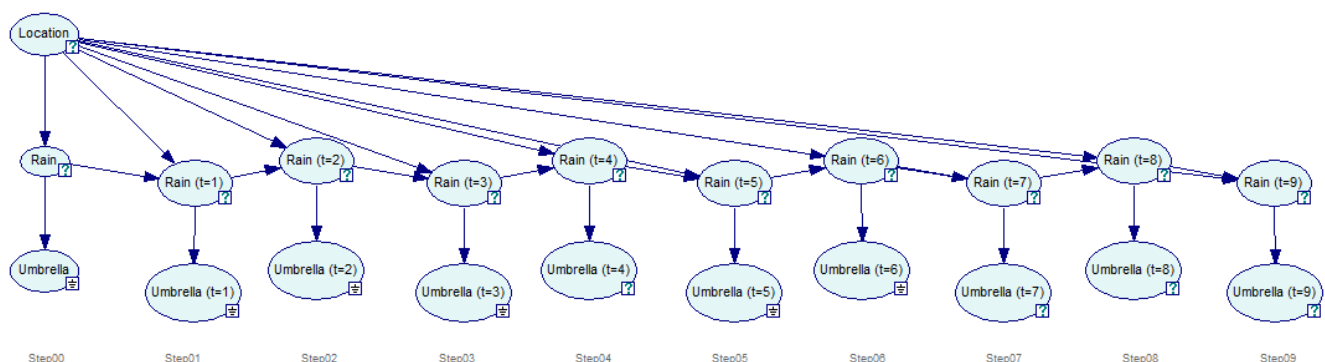 Location
?
Rain
?
Rain (t=1)
?
Rain (t=2)
?
Rain (t=3)
?
Rain (t=4)
?
Rain (t=5)
?
Rain (t=6)
?
Rain (t=7)
?
Rain (t=8)
?
Rain (t=9)
?
Umbrella
Umbrella (t=1)
Umbrella (t=2)
Umbrella (t=3)
Umbrella (t=4)
?
Umbrella (t=5)
Umbrella (t=6)
Umbrella (t=7)
?
Umbrella (t=8)
?
Umbrella (t=9)
?
Step00
Step01
Step02
Step03
Step04
Step05
Step06
Step07
Step08
Step09